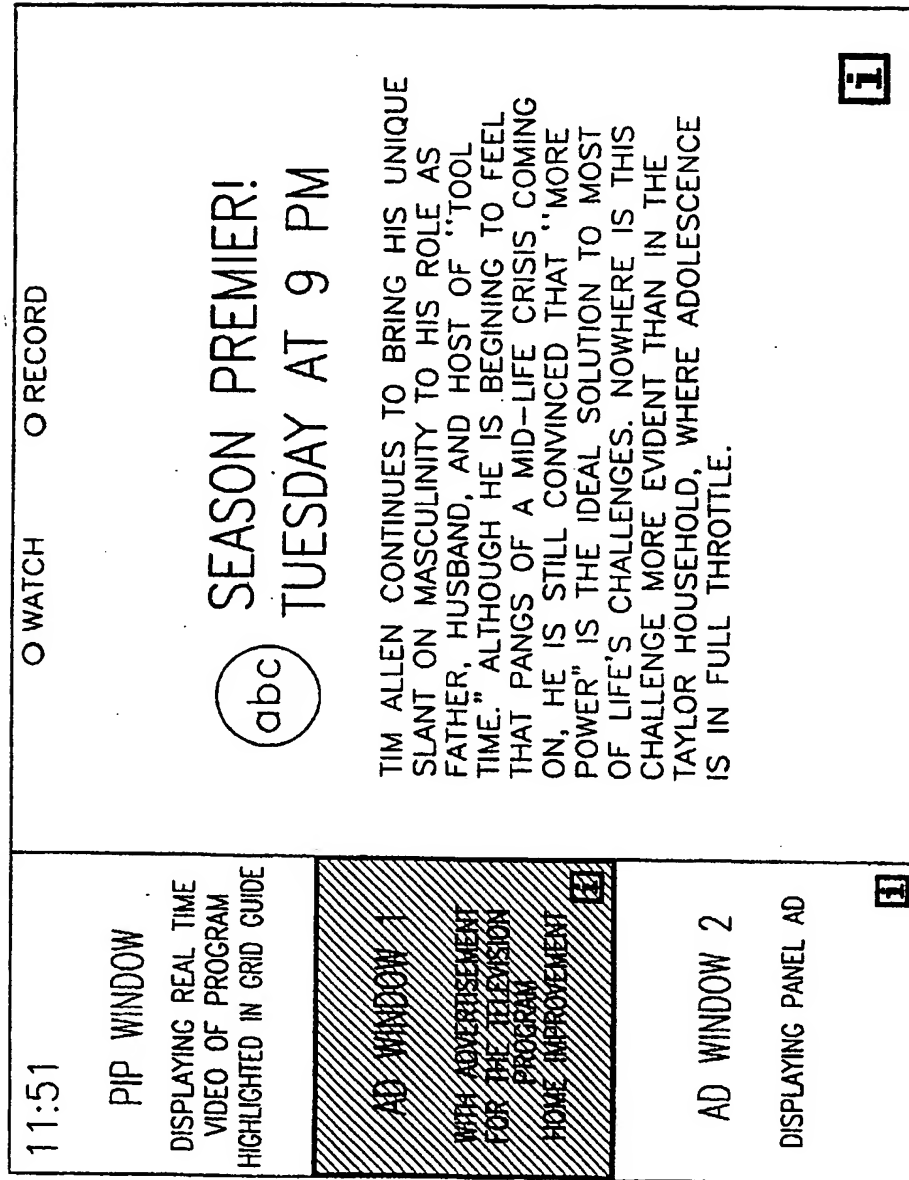 11:51
PIP WINDOW
DISPLAYING REAL TIME
VIDEO OF PROGRAM
HIGHLIGHTED IN GRID GUIDE
AD WINDOW 1
WITH ADVERTISEMENT
FOR THE TELEVISION
PROGRAM
HOME IMPROVEMENT
i
AD WINDOW 2
DISPLAYING PANEL AD
i
O WATCH
O RECORD
abc
SEASON PREMIER!
TUESDAY AT 9 PM
TIM ALLEN CONTINUES TO BRING HIS UNIQUE
SLANT ON MASCULINITY TO HIS ROLE AS
FATHER, HUSBAND, AND HOST OF "TOOL
TIME." ALTHOUGH HE IS BEGINING TO FEEL
THAT PANGS OF A MID-LIFE CRISIS COMING
ON, HE IS STILL CONVINCED THAT "MORE
POWER" IS THE IDEAL SOLUTION TO MOST
OF LIFE'S CHALLENGES. NOWHERE IS THIS
CHALLENGE MORE EVIDENT THAN IN THE
TAYLOR HOUSEHOLD, WHERE ADOLESCENCE
IS IN FULL THROTTLE.
i